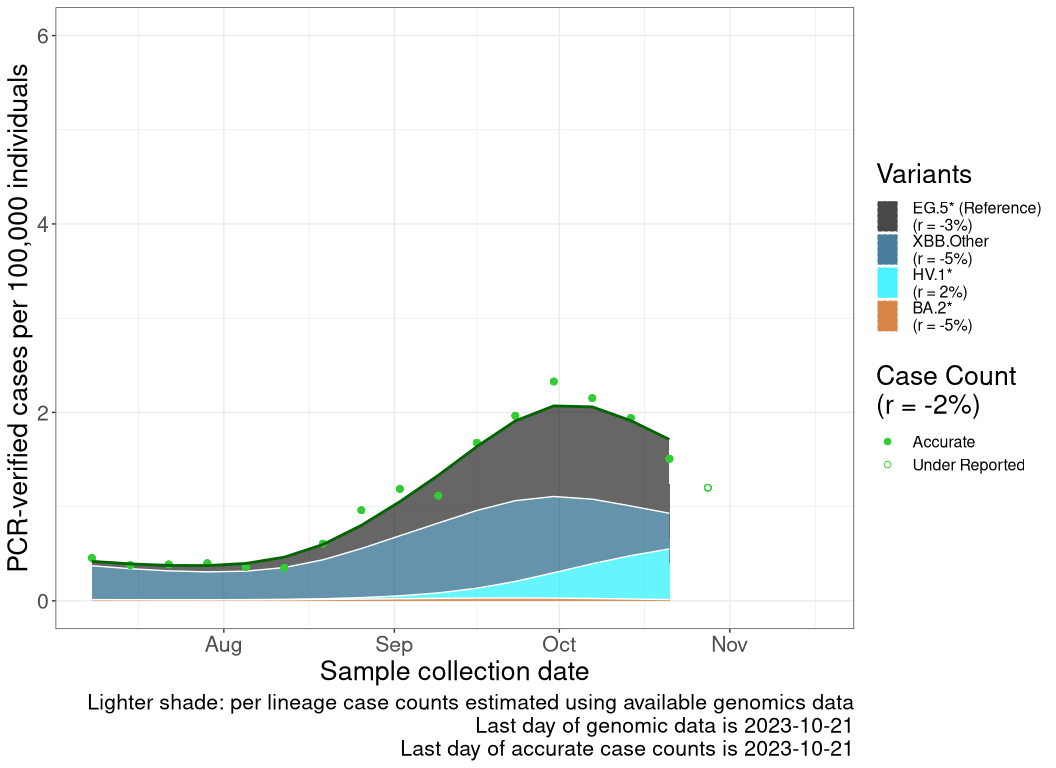 PCR-verified cases per 100,000 individuals
6
4
2
0
Aug
Sep
Oct
Nov
Sample collection date
Lighter shade: per lineage case counts estimated using available genomics data
Last day of genomic data is 2023-10-21
Last day of accurate case counts is 2023-10-21
Variants
EG.5* (Reference)
(r = -3%)
XBB.Other
(r = -5%)
HV.1*
(r = 2%)
BA.2*
(r = -5%)
Case Count
(r = -2%)
Accurate
Under Reported